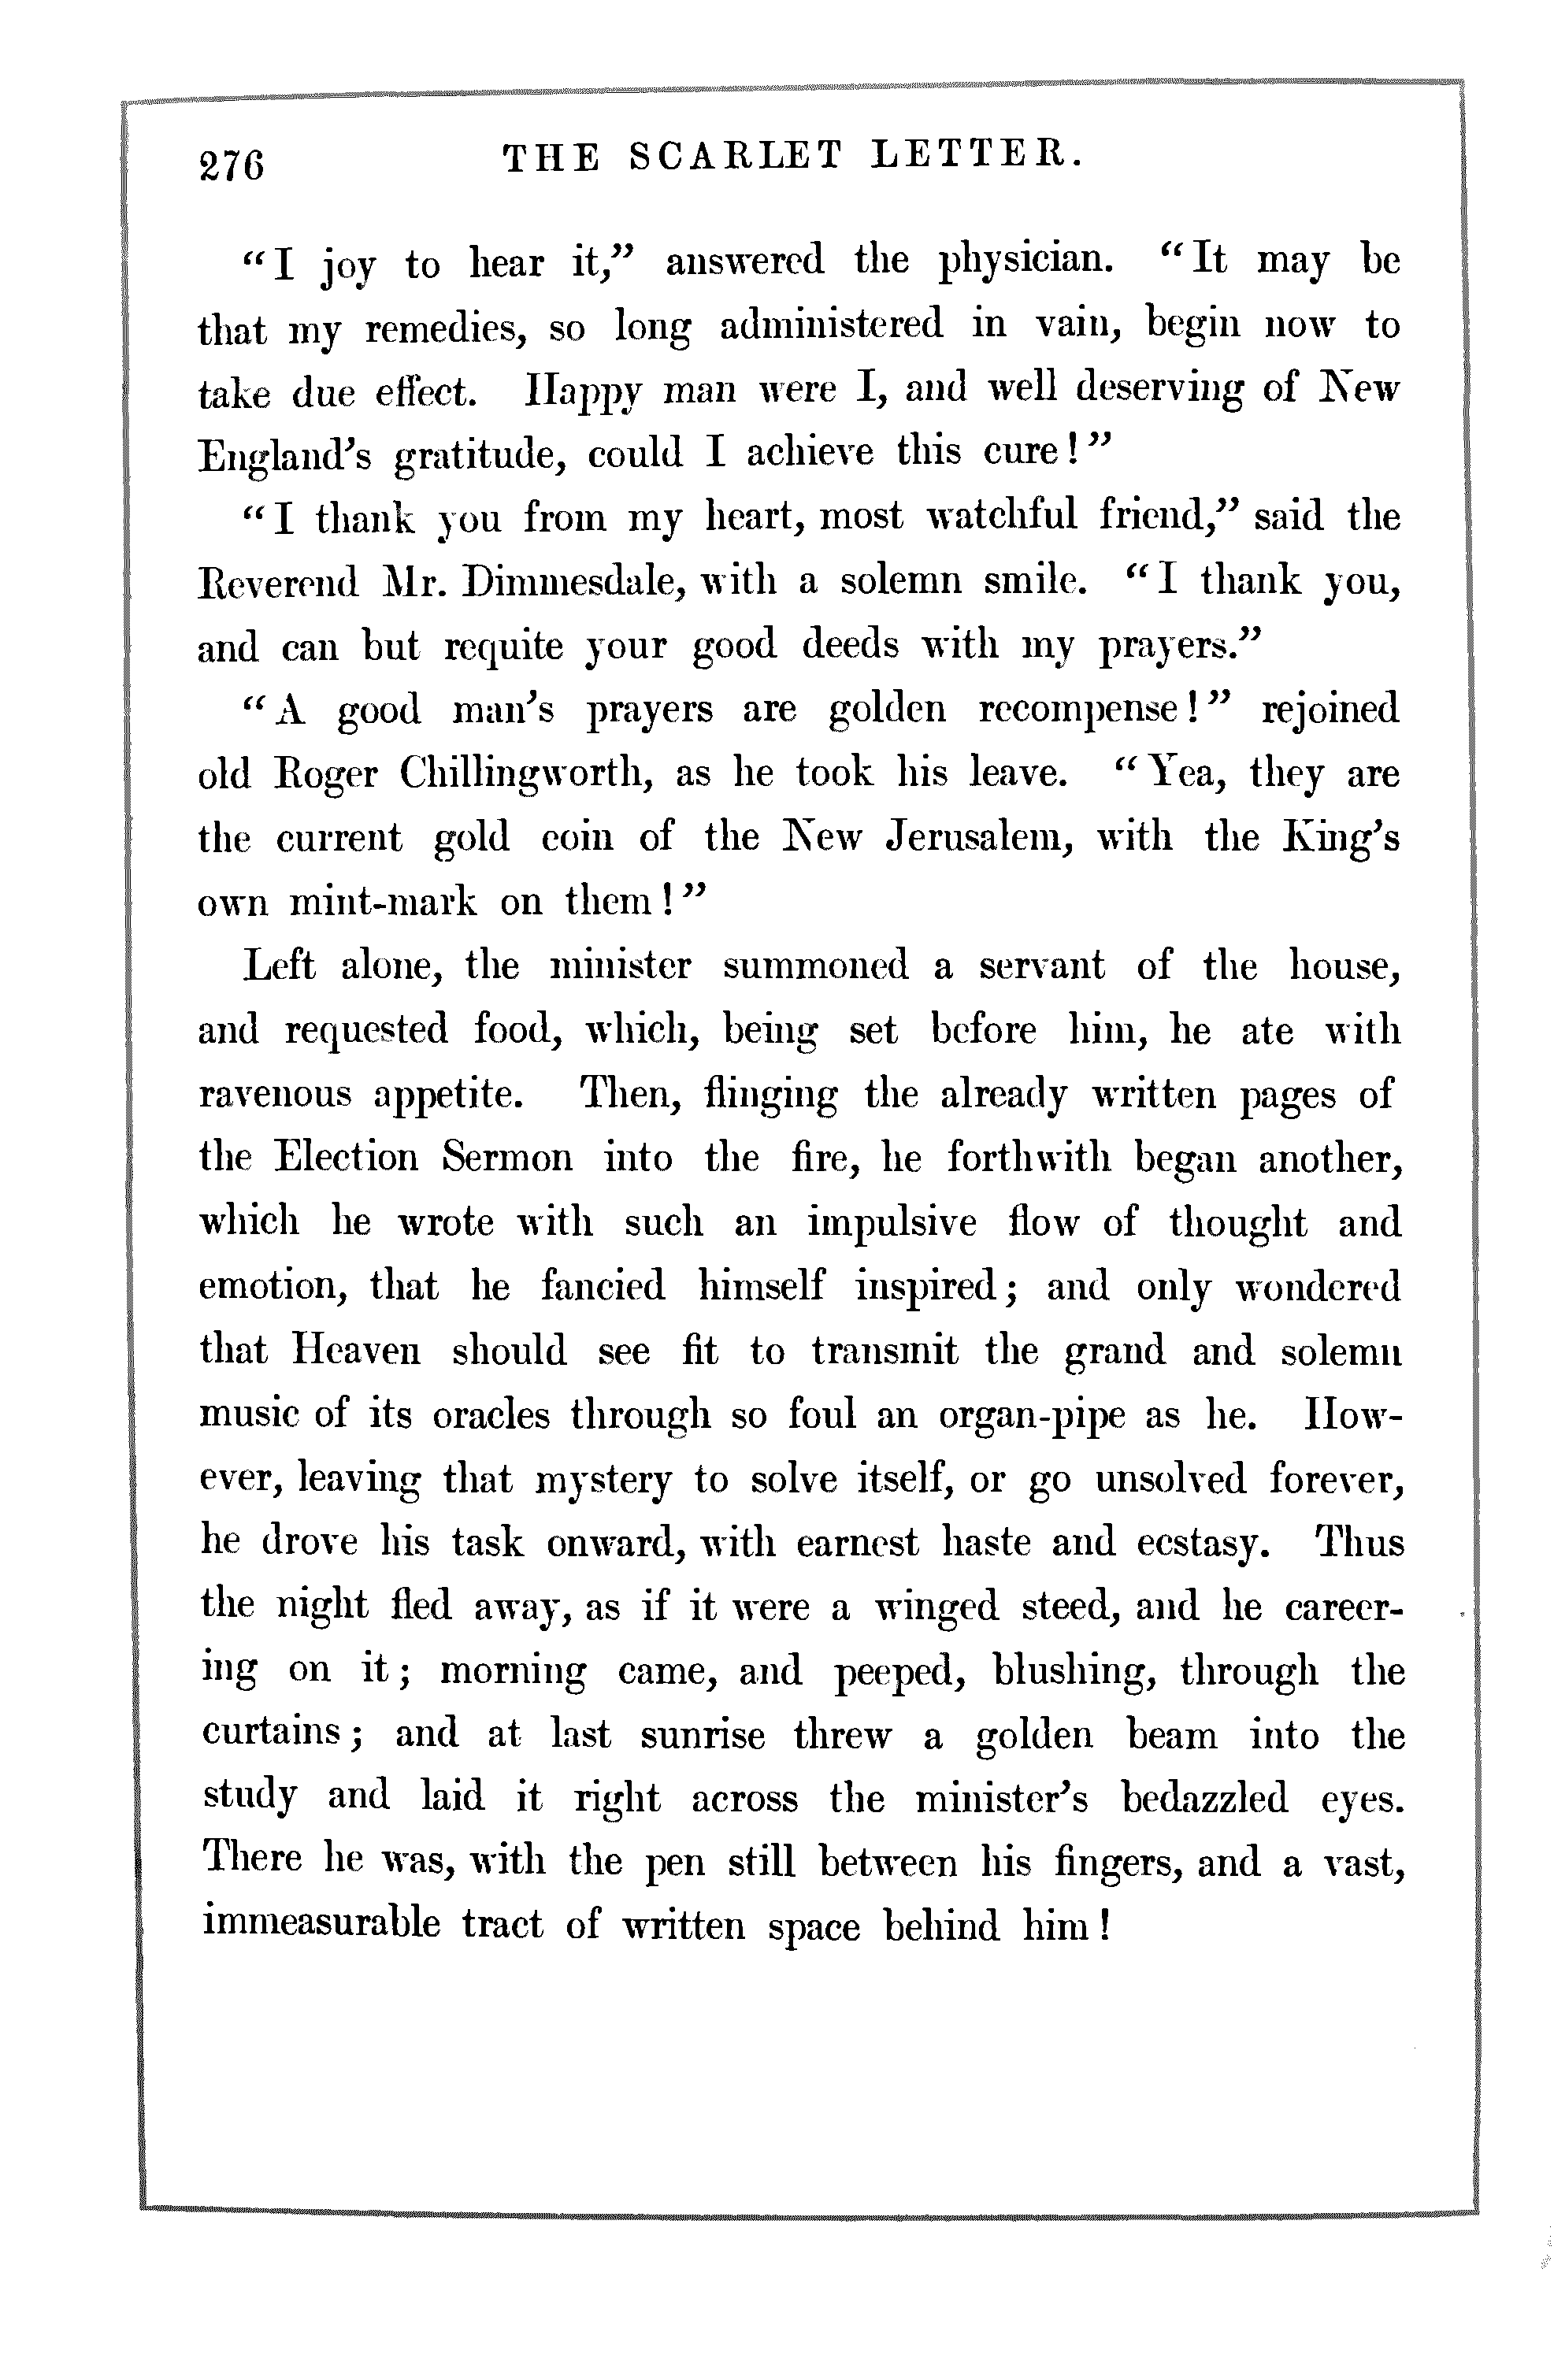 276 THE SCARLET LETTER.
“I joy to hear it,” answered the physician. “It may be
that my remedies, so long administered in vain, begin now to
take due effect. Happy man were I, and well deserving of New
England’s gratitude, could I achieve this cure!”
“I thank you from my heart, most watchful friend,” said the
Reverend Mr. Dimmesdale, with a solemn smile. “I thank you,
and can but requite your good deeds with my prayers.”
“A good man’s prayers are golden recompense!” rejoined
old Roger Chillingworth, as he took his leave. “Yea, they are
the current gold coin of the New Jerusalem, with the King’s
own mint-mark on them!”
Left alone, the minister summoned a servant of the house,
and requested food, which, being set before him, he ate with
ravenous appetite. Then, flinging the already written pages of
the Election Sermon into the fire, he forthwith began another,
which he wrote with such an impulsive flow of thought and
emotion, that he fancied himself inspired; and only wondered
that Heaven should see fit to transmit the grand and solemn
music of its oracles through so foul an organ-pipe as he. How-
ever, leaving that mystery to solve itself, or go unsolved forever,
he drove his task onward, with earnest haste and ecstasy. Thus
the night fled away, as if it were a winged steed, and he career-
ing on it; morning came, and peeped, blushing, through the
curtains; and at last sunrise threw a golden beam into the
study and laid it right across the minister’s bedazzled eyes.
There he was, with the pen still between his fingers, and a vast,
immeasurable tract of written space behind him!